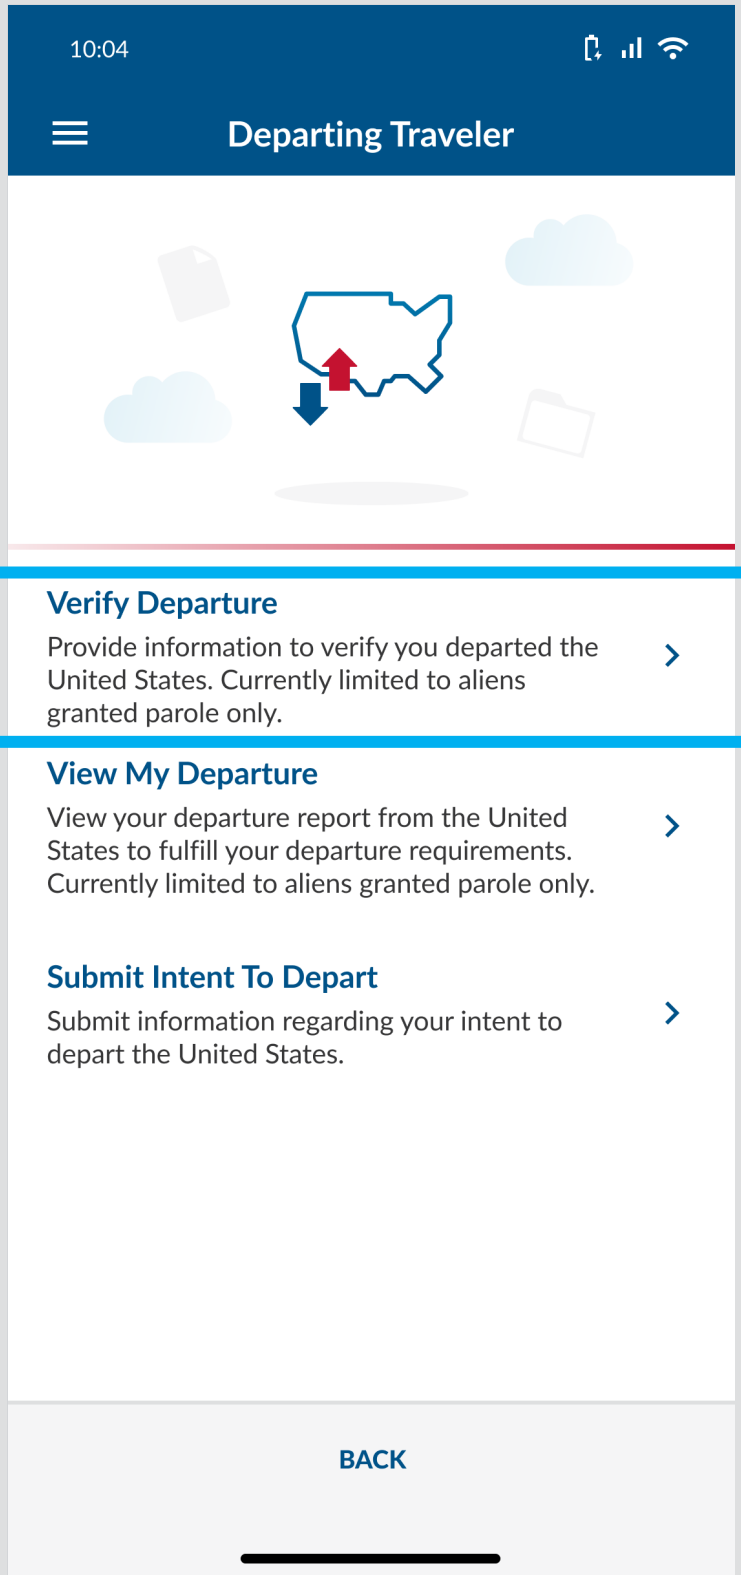 10:04
Departing Traveler
Verify Departure
Provide information to verify you departed the
United States. Currently limited to aliens
granted parole only.
View My Departure
View your departure report from the United
States to fulfill your departure requirements.
Currently limited to aliens granted parole only.
Submit Intent To Depart
Submit information regarding your intent to
depart the United States.
BACK